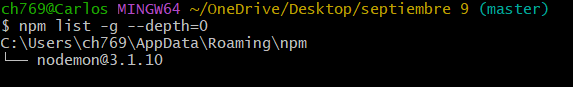 ch769@Carlos MINGW64 ~/OneDrive/Desktop/septiembre 9 (master)
$ npm list -g --depth=0
C:\Users\ch769\AppData\Roaming\npm
└── nodemon@3.1.10